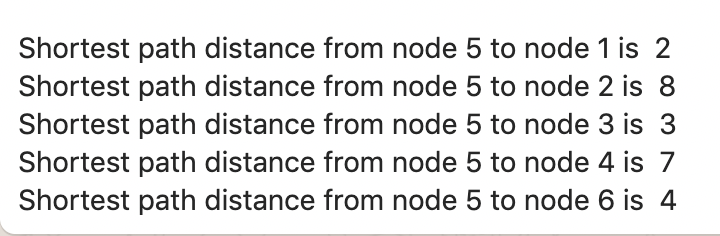 Shortest path distance from node 5 to node 1 is  2
Shortest path distance from node 5 to node 2 is  8
Shortest path distance from node 5 to node 3 is  3
Shortest path distance from node 5 to node 4 is  7
Shortest path distance from node 5 to node 6 is  4